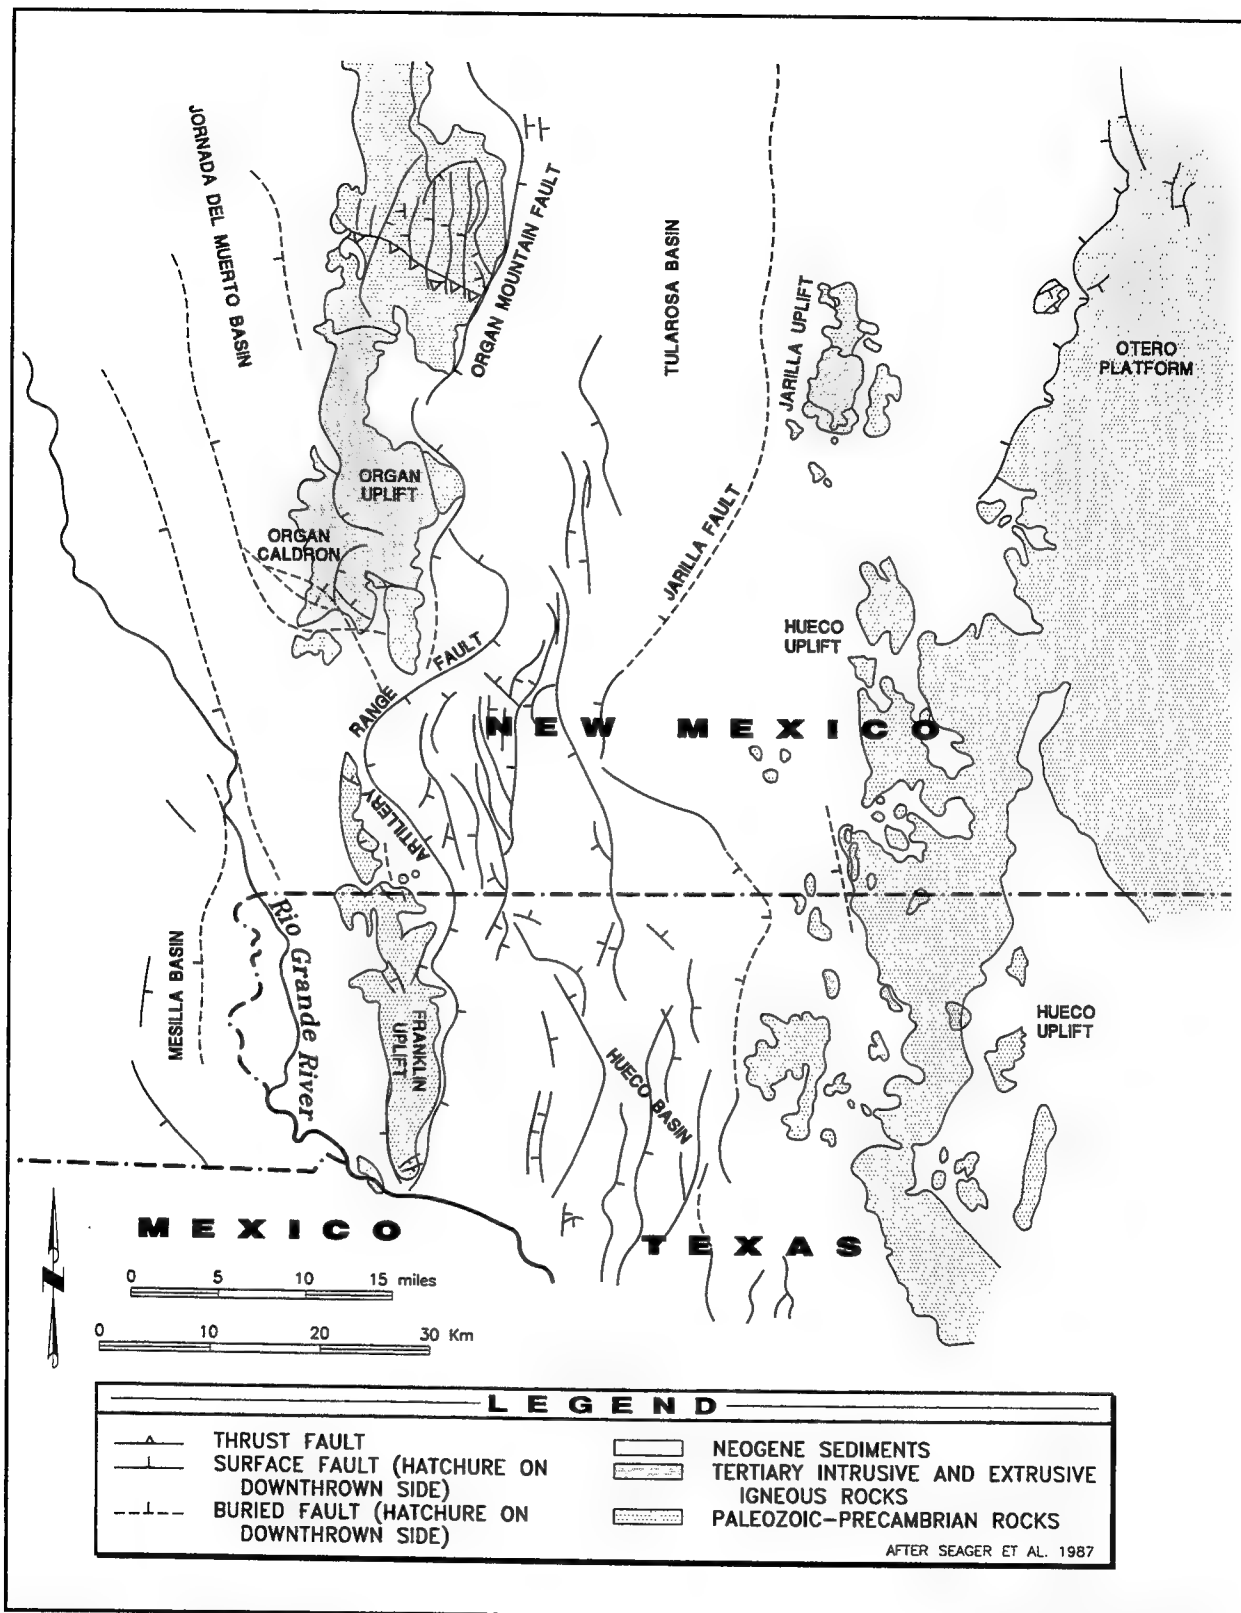 JORNADA DEL MUERTO BASIN
ORGAN MOUNTAIN FAULT
TULAROSA BASIN
JARILLA UPLIFT
OTERO
PLATFORM
ORGAN
UPLIFT
ORGAN
CALDRON
JARILLA FAULT
HUECO
UPLIFT
RANGE
FAULT
NEW MEXICO
ARTILLERY
Rio Grande River
MESILLA BASIN
FRANKLIN
UPLIFT
HUECO BASIN
HUECO
UPLIFT
MEXICO
TEXAS
N
0 5 10 15 miles
0 10 20 30 Km
LEGEND
THRUST FAULT
SURFACE FAULT (HATCHURE ON
DOWNTHROWN SIDE)
BURIED FAULT (HATCHURE ON
DOWNTHROWN SIDE)
NEOGENE SEDIMENTS
TERTIARY INTRUSIVE AND EXTRUSIVE
IGNEOUS ROCKS
PALEOZOIC-PRECAMBRIAN ROCKS
AFTER SEAGER ET AL. 1987